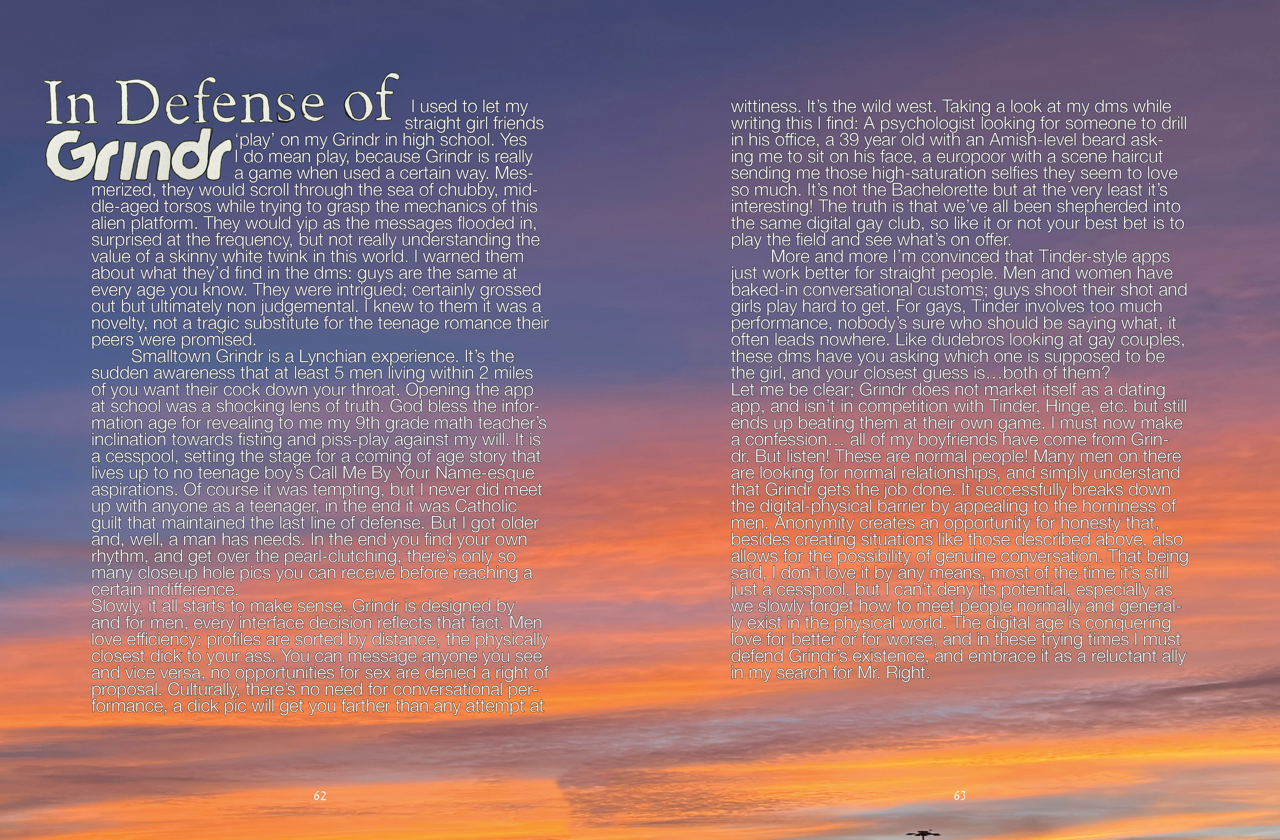 In Defense of
Grindr
I used to let my
straight girl friends
'play' on my Grindr in high school. Yes
I do mean play, because Grindr is really
a game when used a certain way. Mes-
merized, they would scroll through the sea of chubby, mid-
dle-aged torsos while trying to grasp the mechanics of this
alien platform. They would yip as the messages flooded in,
surprised at the frequency, but not really understanding the
value of a skinny white twink in this world. I warned them
about what they'd find in the dms: guys are the same at
every age you know. They were intrigued; certainly grossed
out but ultimately non judgemental. I knew to them it was a
novelty, not a tragic substitute for the teenage romance their
peers were promised.
Smalltown Grindr is a Lynchian experience. It's the
sudden awareness that at least 5 men living within 2 miles
of you want their cock down your throat. Opening the app
at school was a shocking lens of truth. God bless the infor-
mation age for revealing to me my 9th grade math teacher's
inclination towards fisting and piss-play against my will. It is
a cesspool, setting the stage for a coming of age story that
lives up to no teenage boy's Call Me By Your Name-esque
aspirations. Of course it was tempting, but I never did meet
up with anyone as a teenager, in the end it was Catholic
guilt that maintained the last line of defense. But I got older
and, well, a man has needs. In the end you find your own
rhythm, and get over the pearl-clutching, there's only so
many closeup hole pics you can receive before reaching a
certain indifference.
Slowly, it all starts to make sense. Grindr is designed by
and for men, every interface decision reflects that fact. Men
love efficiency: profiles are sorted by distance, the physically
closest dick to your ass. You can message anyone you see
and vice versa, no opportunities for sex are denied a right of
proposal. Culturally, there's no need for conversational per-
formance, a dick pic will get you farther than any attempt at
62
wittiness. It's the wild west. Taking a look at my dms while
writing this I find: A psychologist looking for someone to drill
in his office, a 39 year old with an Amish-level beard ask-
ing me to sit on his face, a europoor with a scene haircut
sending me those high-saturation selfies they seem to love
so much. It's not the Bachelorette but at the very least it's
interesting! The truth is that we've all been shepherded into
the same digital gay club, so like it or not your best bet is to
play the field and see what's on offer.
More and more I'm convinced that Tinder-style apps
just work better for straight people. Men and women have
baked-in conversational customs; guys shoot their shot and
girls play hard to get. For gays, Tinder involves too much
performance, nobody's sure who should be saying what, it
often leads nowhere. Like dudebros looking at gay couples,
these dms have you asking which one is supposed to be
the girl, and your closest guess is…both of them?
Let me be clear; Grindr does not market itself as a dating
app, and isn't in competition with Tinder, Hinge, etc. but still
ends up beating them at their own game. I must now make
a confession… all of my boyfriends have come from Grin-
dr. But listen! These are normal people! Many men on there
are looking for normal relationships, and simply understand
that Grindr gets the job done. It successfully breaks down
the digital-physical barrier by appealing to the horniness of
men. Anonymity creates an opportunity for honesty that,
besides creating situations like those described above, also
allows for the possibility of genuine conversation. That being
said, I don't love it by any means, most of the time it's still
just a cesspool, but I can't deny its potential, especially as
we slowly forget how to meet people normally and general-
ly exist in the physical world. The digital age is conquering
love for better or for worse, and in these trying times I must
defend Grindr's existence, and embrace it as a reluctant ally
in my search for Mr. Right.
63